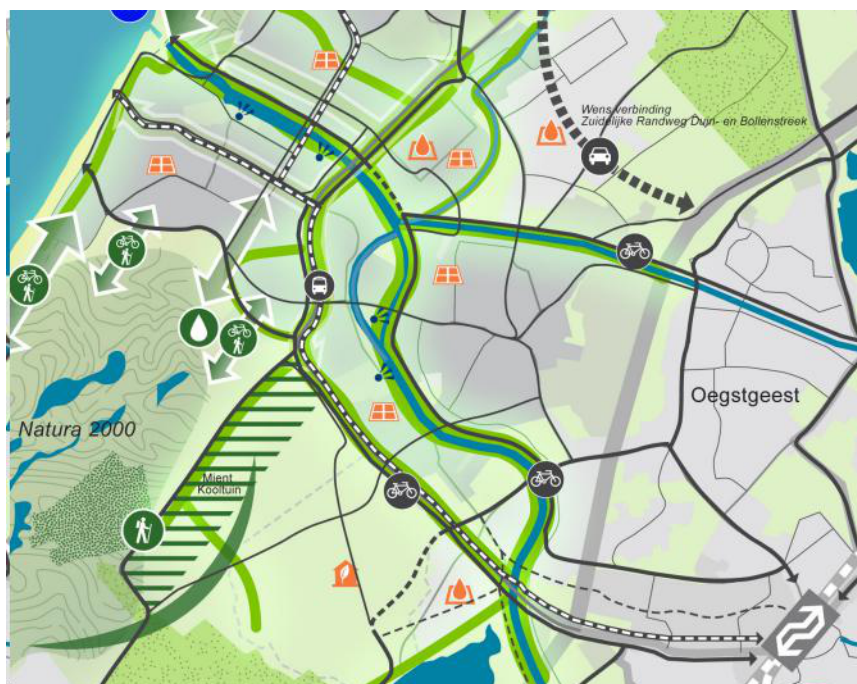 Wensverbinding
Zuidelijke Randweg Duin- en Bollenstreek
Oegstgeest
Natura 2000
Mient
Kooltuin